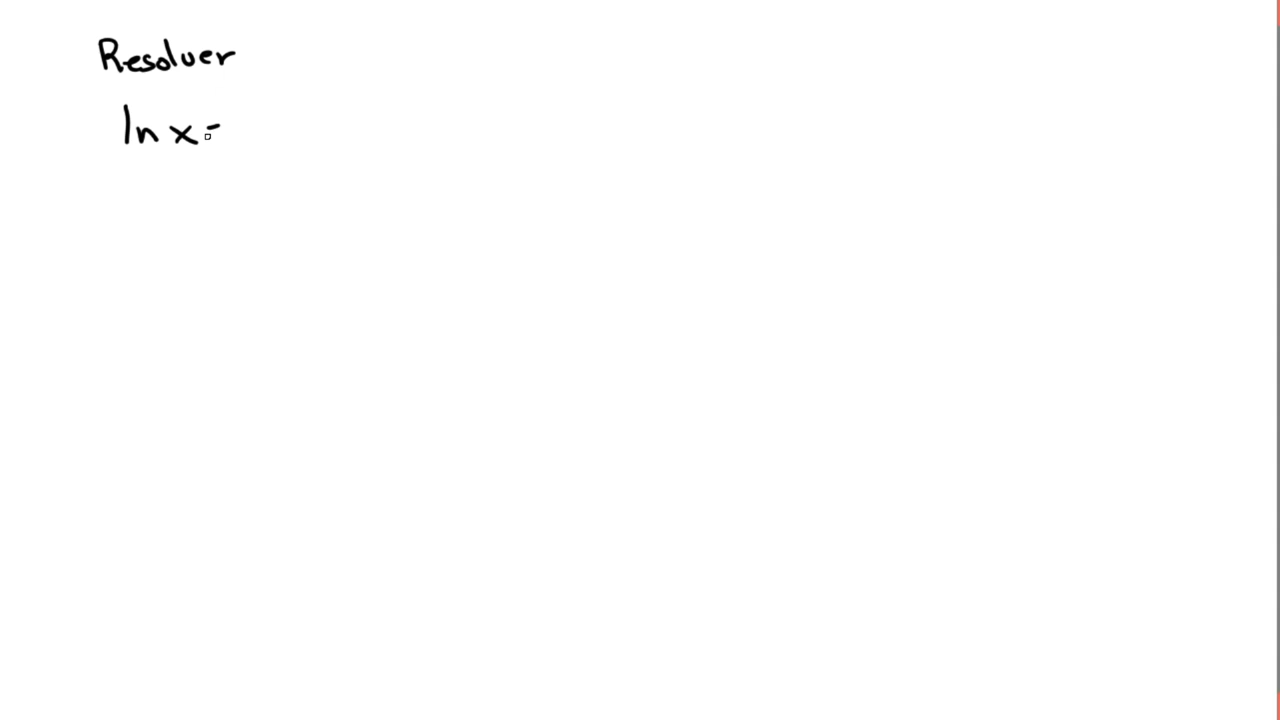 Resolver
ln x =